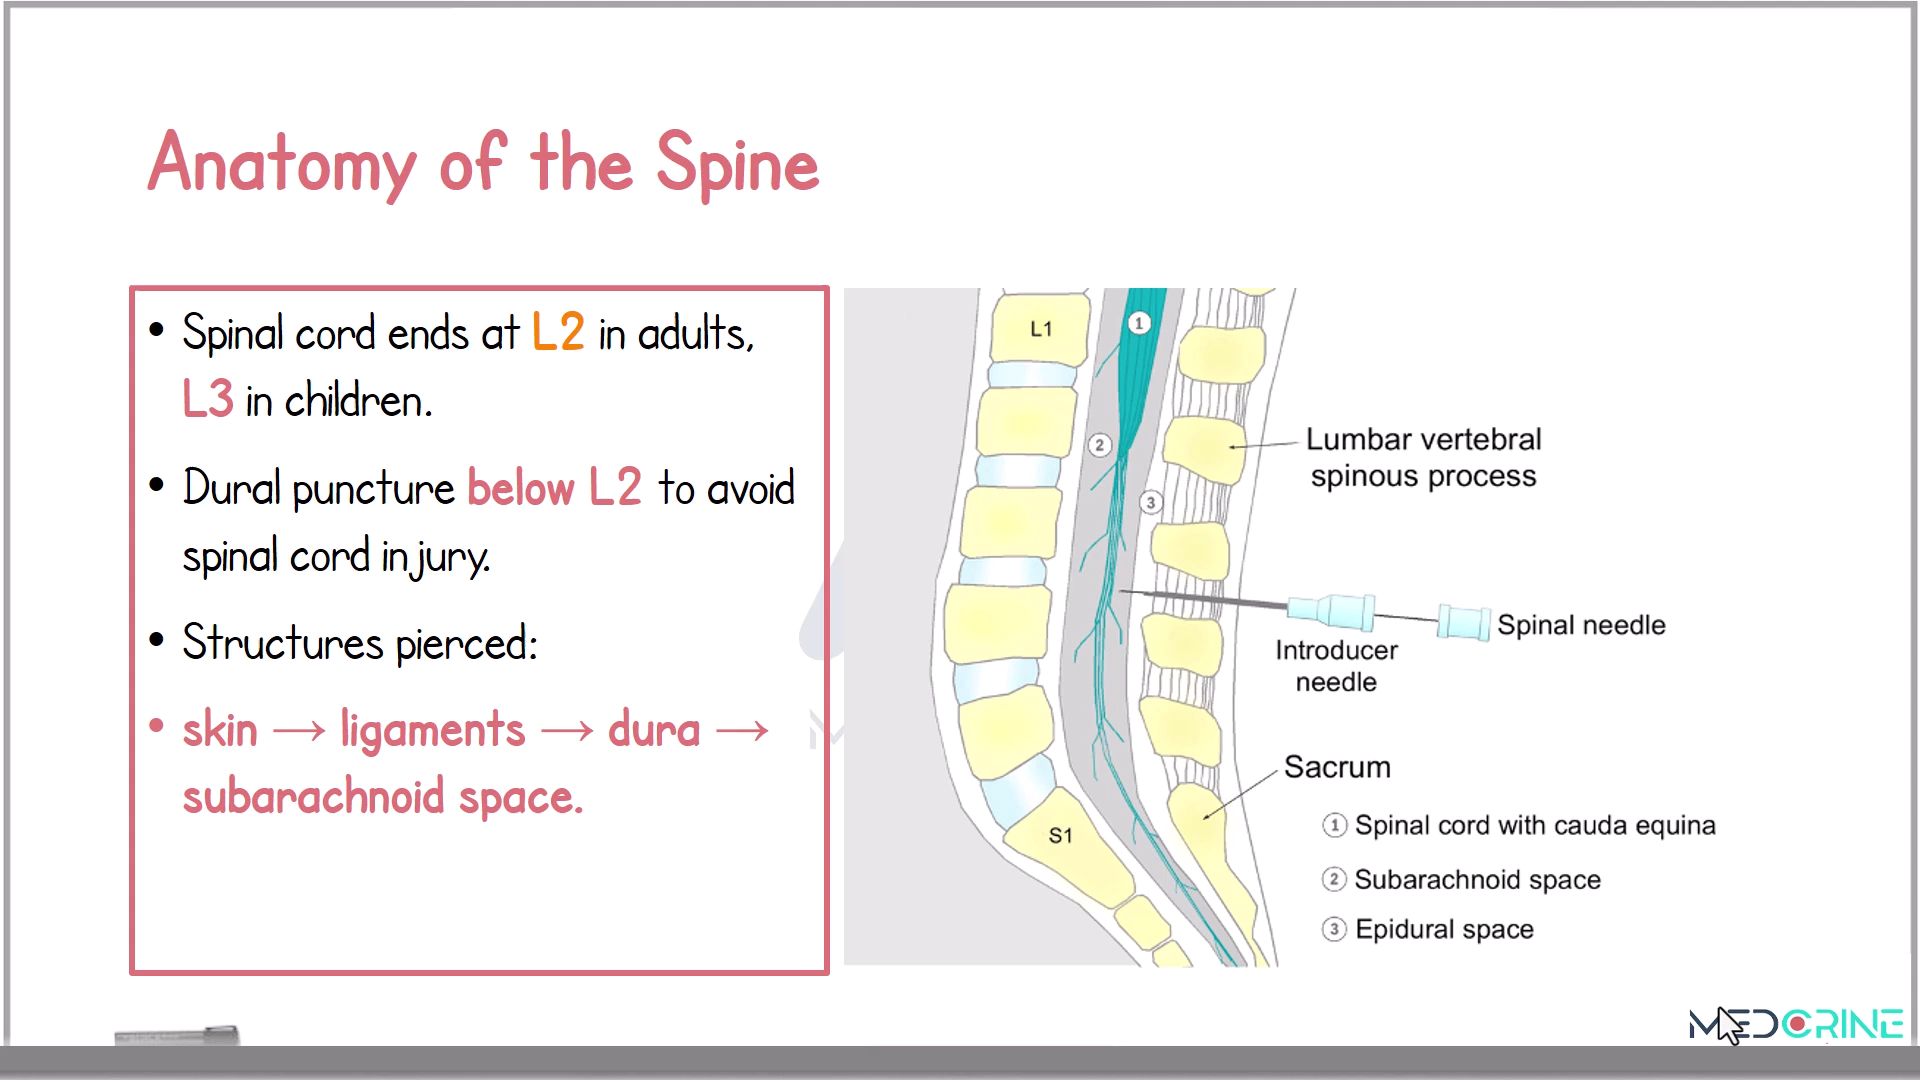 Anatomy of the Spine
• Spinal cord ends at L2 in adults,
L3 in children.
• Dural puncture below L2 to avoid
spinal cord injury.
• Structures pierced:
• skin → ligaments → dura →
subarachnoid space.
L1
1
2
3
Lumbar vertebral
spinous process
Spinal needle
Introducer
needle
Sacrum
S1
① Spinal cord with cauda equina
② Subarachnoid space
③ Epidural space
MEDCRINE